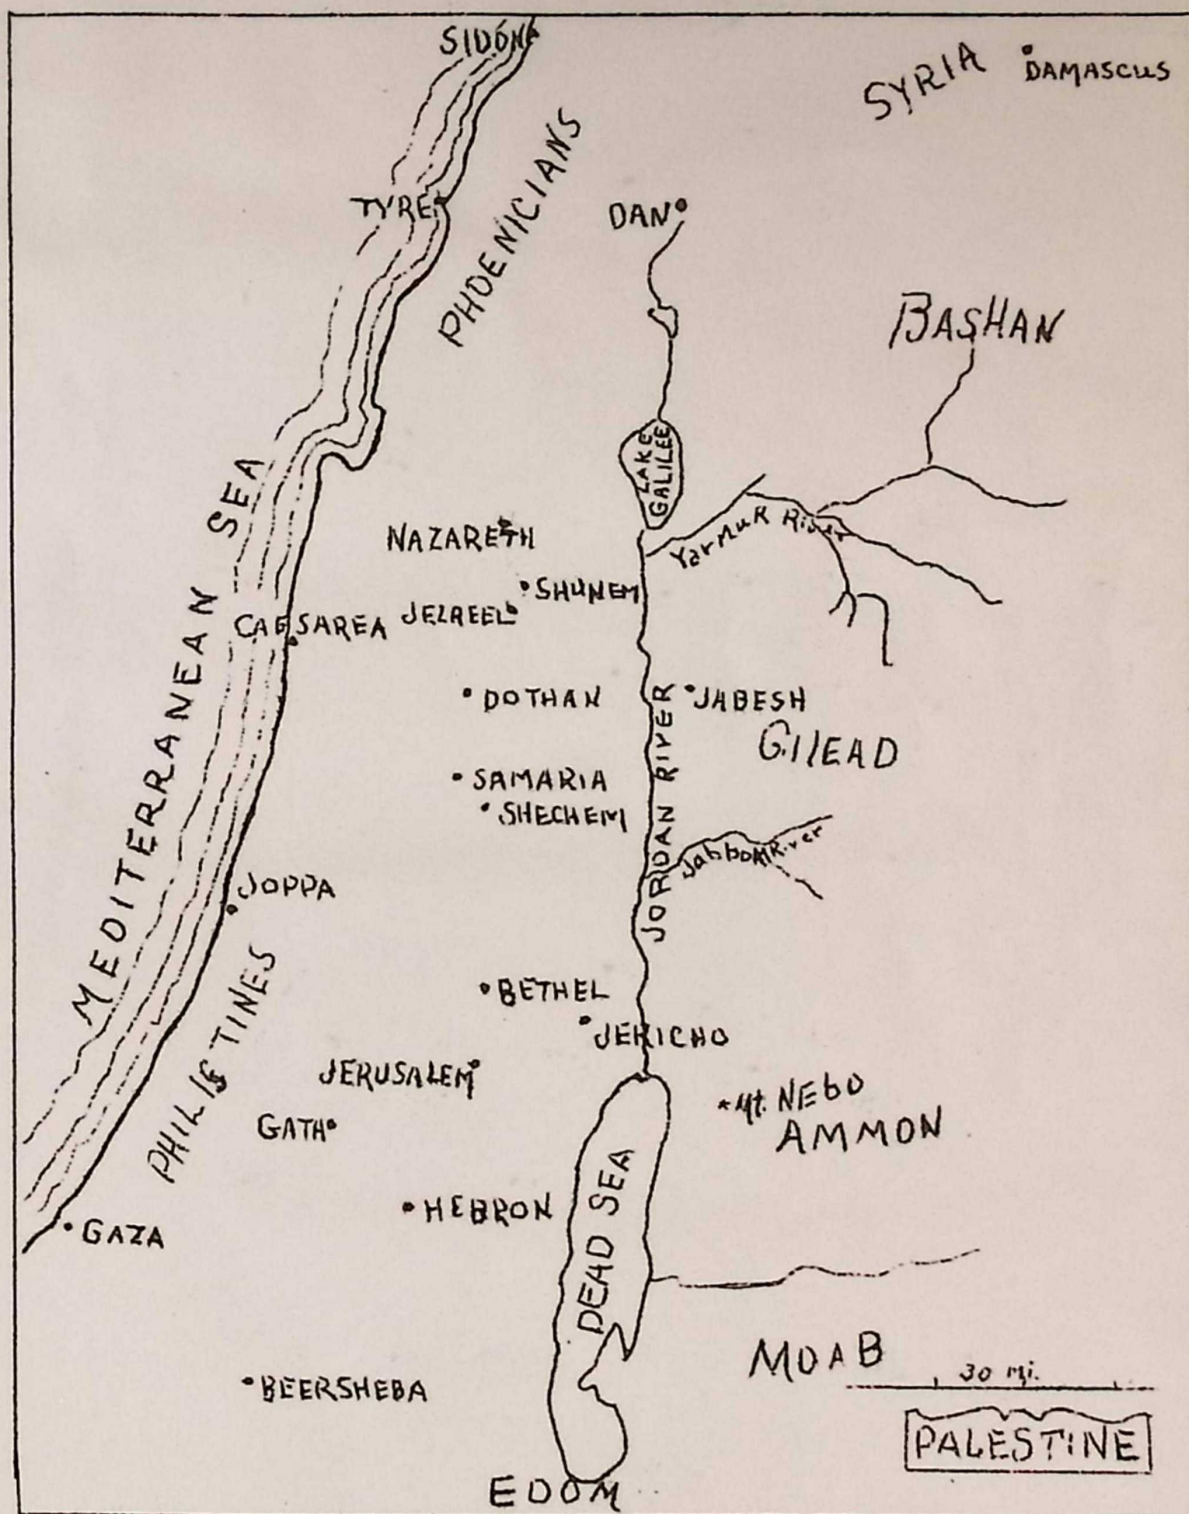 SIDON
SYRIA
DAMASCUS
TYRE
PHOENICIANS
DAN
BASHAN
LAKE
GALILEE
MEDITERRANEAN SEA
NAZARETH
Yarmuk River
SHUNEM
JEZREEL
CAESAREA
DOTHAN
JABESH
GILEAD
SAMARIA
SHECHEM
JORDAN RIVER
River
JOPPA
BETHEL
JERICHO
PHILISTINES
JERUSALEM
Mt. NEBO
GATH
AMMON
HEBRON
GAZA
DEAD SEA
MOAB
30 mi.
BEERSHEBA
PALESTINE
EDOM